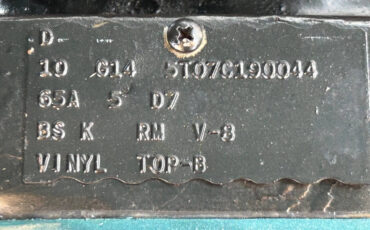 D-
10 G14 5T07C190044
65A 5 D7
BS K RM V-8
VINYL TOP-B